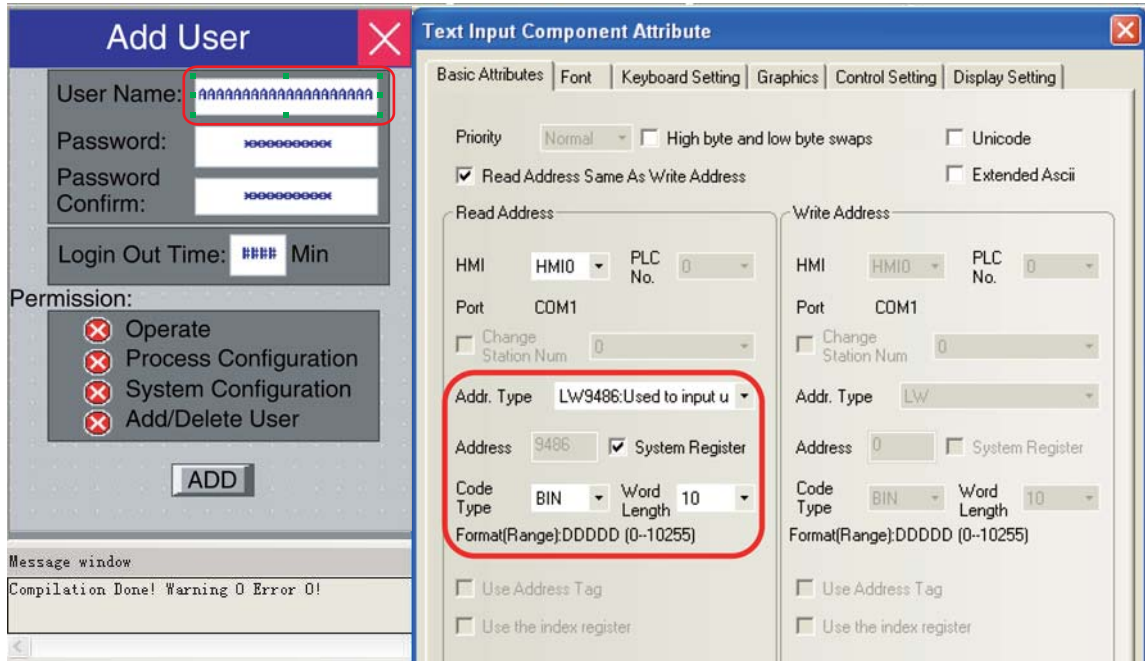 Add User
User Name: AAAAAAAAAAAAAAAAAAAA
Password: **********
Password
Confirm: **********
Login Out Time: #### Min
Permission:
Operate
Process Configuration
System Configuration
Add/Delete User
ADD
Message window
Compilation Done! Warning 0 Error 0!
Text Input Component Attribute
Basic Attributes Font Keyboard Setting Graphics Control Setting Display Setting
Priority Normal High byte and low byte swaps Unicode
Read Address Same As Write Address Extended Ascii
Read Address
HMI HMI0 PLC No. 0
Port COM1
Change Station Num 0
Addr. Type LW9486:Used to input u
Address 9486 System Register
Code Type BIN Word Length 10
Format(Range):DDDDD (0--10255)
Use Address Tag
Use the index register
Write Address
HMI HMI0 PLC No. 0
Port COM1
Change Station Num 0
Addr. Type LW
Address 0 System Register
Code Type BIN Word Length 10
Format(Range):DDDDD (0--10255)
Use Address Tag
Use the index register